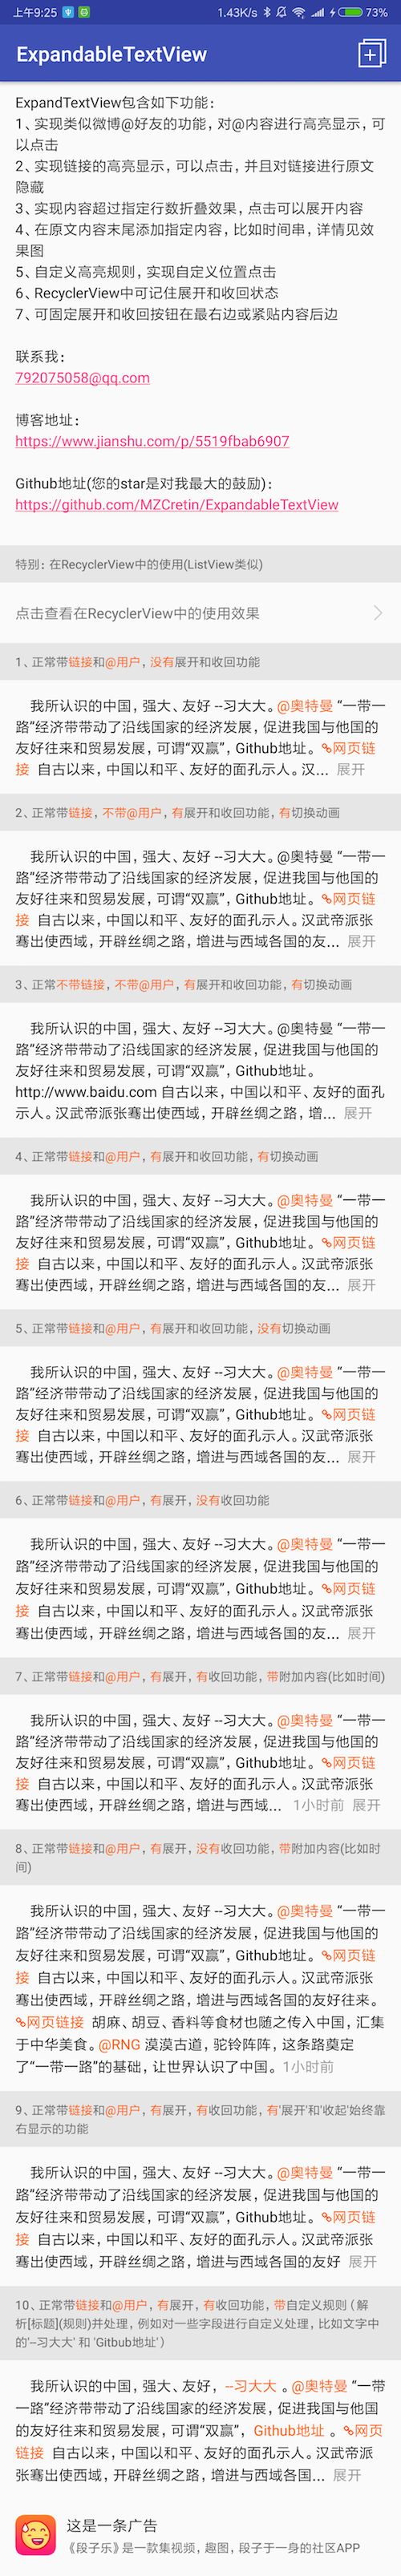 上午9:25 1.43K/s 73%
ExpandableTextView
ExpandTextView包含如下功能：
1、实现类似微博@好友的功能，对@内容进行高亮显示，可
以点击
2、实现链接的高亮显示，可以点击，并且对链接进行原文
隐藏
3、实现内容超过指定行数折叠效果，点击可以展开内容
4、在原文内容末尾添加指定内容，比如时间串，详情见效
果图
5、自定义高亮规则，实现自定义位置点击
6、RecyclerView中可记住展开和收回状态
7、可固定展开和收回按钮在最右边或紧贴内容后边
联系我：
792075058@qq.com
博客地址：
https://www.jianshu.com/p/5519fbab6907
Github地址(您的star是对我最大的鼓励)：
https://github.com/MZCretin/ExpandableTextView
特别：在RecyclerView中的使用(ListView类似)
点击查看在RecyclerView中的使用效果
1、正常带链接和@用户，没有展开和收回功能
我所认识的中国，强大、友好 --习大大。@奥特曼 “一带一
路”经济带带动了沿线国家的经济发展，促进我国与他国的
友好往来和贸易发展，可谓“双赢”，Github地址。网页链
接 自古以来，中国以和平、友好的面孔示人。汉... 展开
2、正常带链接，不带@用户，有展开和收回功能，有切换动画
我所认识的中国，强大、友好 --习大大。@奥特曼 “一带一
路”经济带带动了沿线国家的经济发展，促进我国与他国的
友好往来和贸易发展，可谓“双赢”，Github地址。网页链
接 自古以来，中国以和平、友好的面孔示人。汉武帝派张
骞出使西域，开辟丝绸之路，增进与西域各国的友... 展开
3、正常不带链接，不带@用户，有展开和收回功能，有切换动画
我所认识的中国，强大、友好 --习大大。@奥特曼 “一带一
路”经济带带动了沿线国家的经济发展，促进我国与他国的
友好往来和贸易发展，可谓“双赢”，Github地址。
http://www.baidu.com 自古以来，中国以和平、友好的面孔
示人。汉武帝派张骞出使西域，开辟丝绸之路，增... 展开
4、正常带链接和@用户，有展开和收回功能，有切换动画
我所认识的中国，强大、友好 --习大大。@奥特曼 “一带一
路”经济带带动了沿线国家的经济发展，促进我国与他国的
友好往来和贸易发展，可谓“双赢”，Github地址。网页链
接 自古以来，中国以和平、友好的面孔示人。汉武帝派张
骞出使西域，开辟丝绸之路，增进与西域各国的友... 展开
5、正常带链接和@用户，有展开和收回功能，没有切换动画
我所认识的中国，强大、友好 --习大大。@奥特曼 “一带一
路”经济带带动了沿线国家的经济发展，促进我国与他国的
友好往来和贸易发展，可谓“双赢”，Github地址。网页链
接 自古以来，中国以和平、友好的面孔示人。汉武帝派张
骞出使西域，开辟丝绸之路，增进与西域各国的友... 展开
6、正常带链接和@用户，有展开，没有收回功能
我所认识的中国，强大、友好 --习大大。@奥特曼 “一带一
路”经济带带动了沿线国家的经济发展，促进我国与他国的
友好往来和贸易发展，可谓“双赢”，Github地址。网页链
接 自古以来，中国以和平、友好的面孔示人。汉武帝派张
骞出使西域，开辟丝绸之路，增进与西域各国的友... 展开
7、正常带链接和@用户，有展开，有收回功能，带附加内容(比如时间)
我所认识的中国，强大、友好 --习大大。@奥特曼 “一带一
路”经济带带动了沿线国家的经济发展，促进我国与他国的
友好往来和贸易发展，可谓“双赢”，Github地址。网页链
接 自古以来，中国以和平、友好的面孔示人。汉武帝派张
骞出使西域，开辟丝绸之路，增进与西域... 1小时前 展开
8、正常带链接和@用户，有展开，没有收回功能，带附加内容(比如时
间)
我所认识的中国，强大、友好 --习大大。@奥特曼 “一带一
路”经济带带动了沿线国家的经济发展，促进我国与他国的
友好往来和贸易发展，可谓“双赢”，Github地址。网页链
接 自古以来，中国以和平、友好的面孔示人。汉武帝派张
骞出使西域，开辟丝绸之路，增进与西域各国的友好往来。
网页链接 胡麻、胡豆、香料等食材也随之传入中国，汇集
于中华美食。@RNG 漠漠古道，驼铃阵阵，这条路奠定
了“一带一路”的基础，让世界认识了中国。1小时前
9、正常带链接和@用户，有展开，有收回功能，有'展开'和'收起'始终靠
右显示的功能
我所认识的中国，强大、友好 --习大大。@奥特曼 “一带一
路”经济带带动了沿线国家的经济发展，促进我国与他国的
友好往来和贸易发展，可谓“双赢”，Github地址。网页链
接 自古以来，中国以和平、友好的面孔示人。汉武帝派张
骞出使西域，开辟丝绸之路，增进与西域各国的友好 展开
10、正常带链接和@用户，有展开，有收回功能，带自定义规则（解
析[标题](规则)并处理，例如对一些字段进行自定义处理，比如文字中
的'--习大大' 和 'Gitbub地址'）
我所认识的中国，强大、友好，--习大大 。@奥特曼 “一带
一路”经济带带动了沿线国家的经济发展，促进我国与他国
的友好往来和贸易发展，可谓“双赢”，Github地址 。网页
链接 自古以来，中国以和平、友好的面孔示人。汉武帝派
张骞出使西域，开辟丝绸之路，增进与西域各国... 展开
这是一条广告
《段子乐》是一款集视频，趣图，段子于一身的社区APP